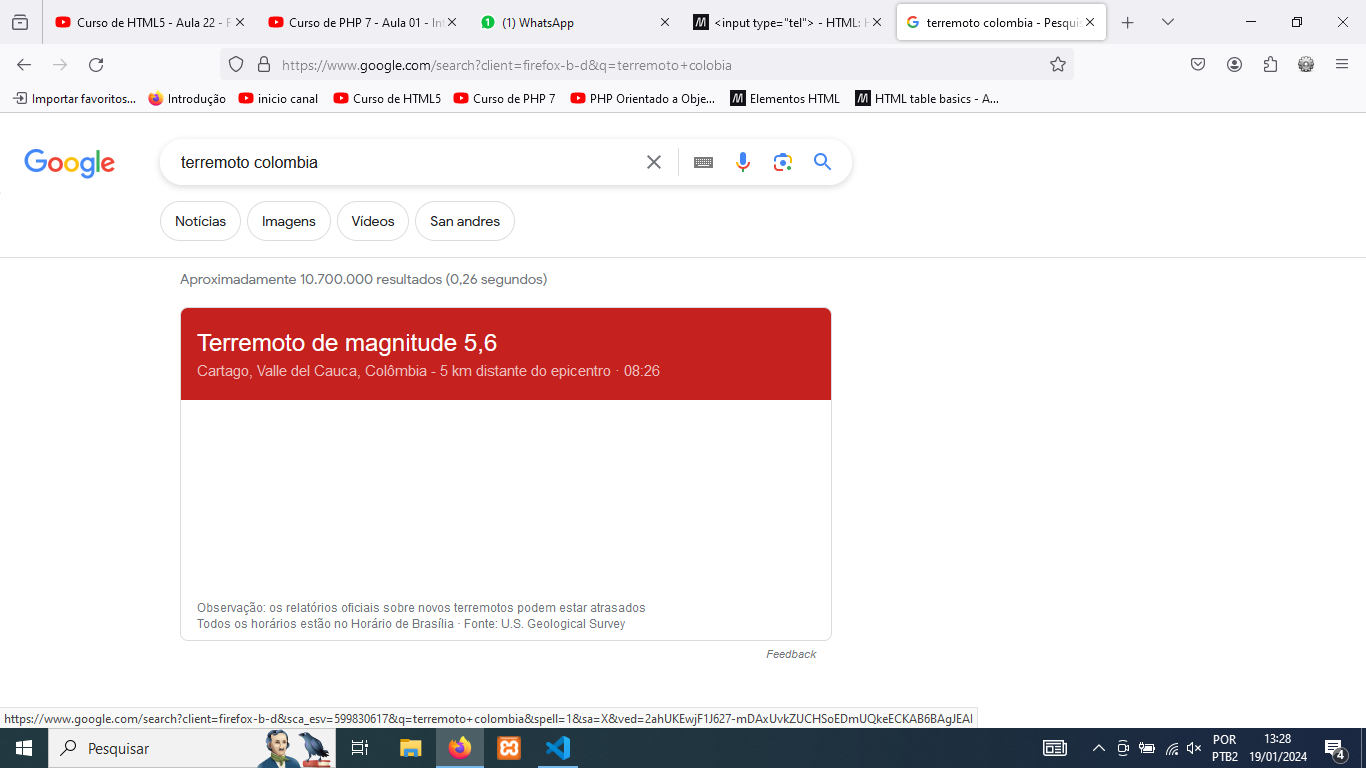 Curso de HTML5 - Aula 22 - F
Curso de PHP 7 - Aula 01 - Int
(1) WhatsApp
<input type="tel"> - HTML: H
terremoto colombia - Pesquis
https://www.google.com/search?client=firefox-b-d&q=terremoto+colobia
Importar favoritos...
Introdução
inicio canal
Curso de HTML5
Curso de PHP 7
PHP Orientado a Obje...
Elementos HTML
HTML table basics - A...
Google
terremoto colombia
Notícias
Imagens
Vídeos
San andres
Aproximadamente 10.700.000 resultados (0,26 segundos)
Terremoto de magnitude 5,6
Cartago, Valle del Cauca, Colômbia - 5 km distante do epicentro · 08:26
Observação: os relatórios oficiais sobre novos terremotos podem estar atrasados
Todos os horários estão no Horário de Brasília · Fonte: U.S. Geological Survey
Feedback
https://www.google.com/search?client=firefox-b-d&sca_esv=599830617&q=terremoto+colombia&spell=1&sa=X&ved=2ahUKEwjF1J627-mDAxUvkZUCHSoEDmUQkeECKAB6BAgJEAI
Pesquisar
POR
PTB2
13:28
19/01/2024
4